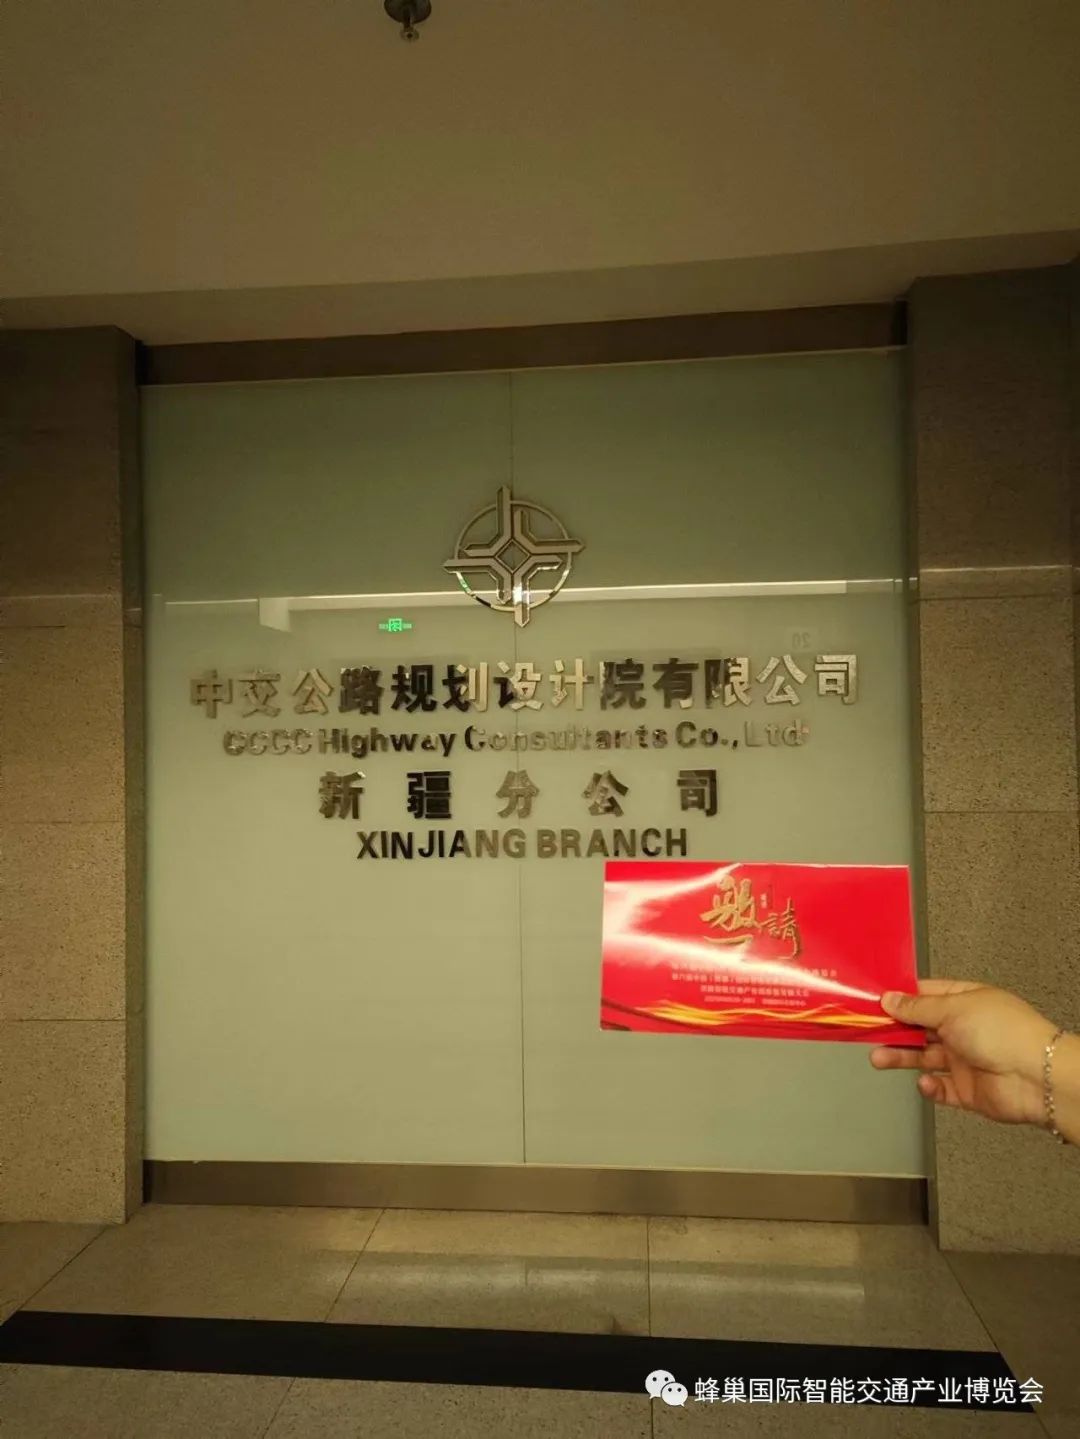 中交公路规划设计院有限公司
CCCC Highway Consultants Co., Ltd.
新疆分公司
XINJIANG BRANCH
邀請
蜂巢国际智能交通产业博览会